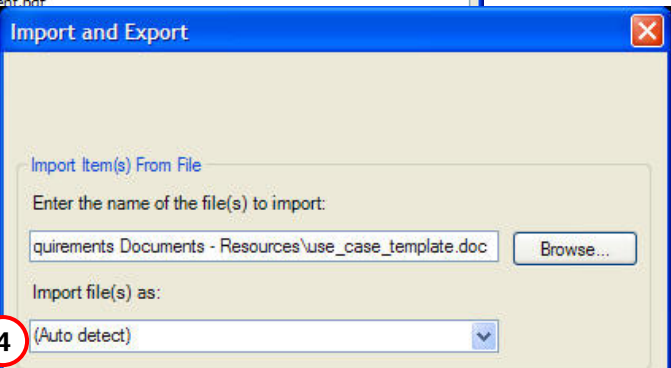 Import and Export
Import Item(s) From File
Enter the name of the file(s) to import:
quirements Documents - Resources\use_case_template.doc
Browse...
Import file(s) as:
4
(Auto detect)